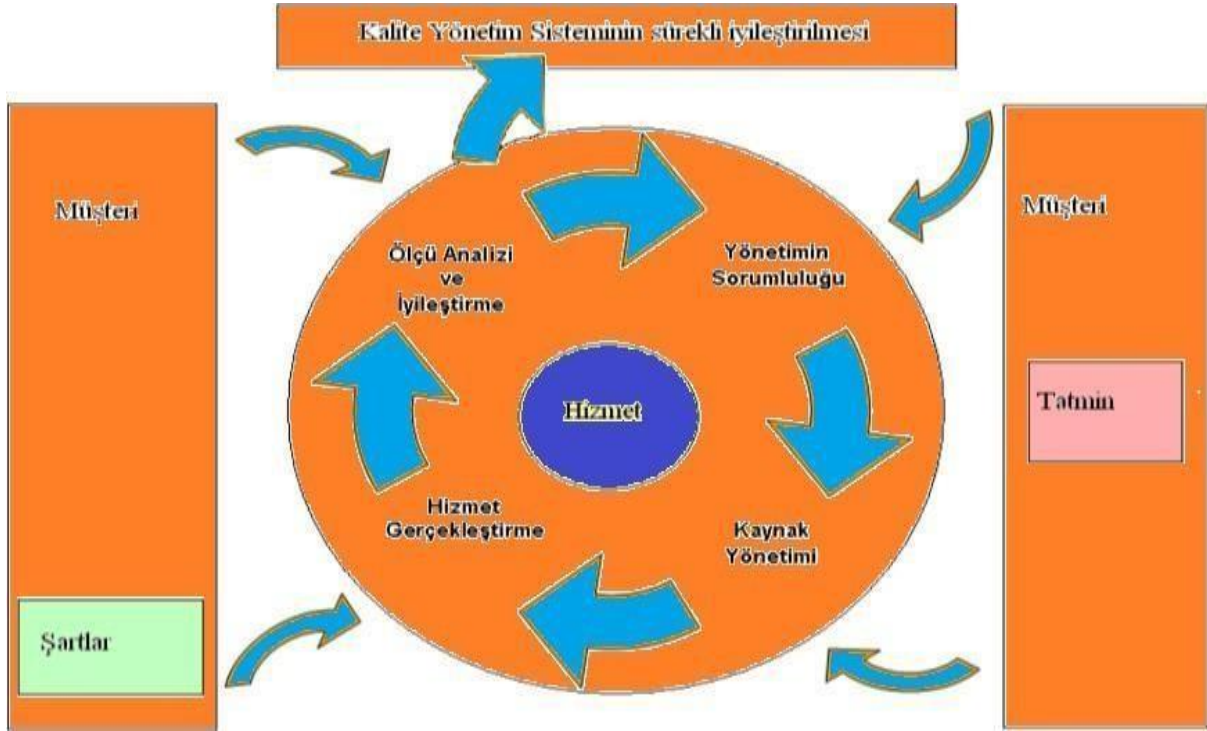 Kalite Yönetim Sisteminin sürekli iyileştirilmesi
Müşteri
Şartlar
Ölçü Analizi
ve
İyileştirme
Yönetimin
Sorumluluğu
Hizmet
Hizmet
Gerçekleştirme
Kaynak
Yönetimi
Müşteri
Tatmin